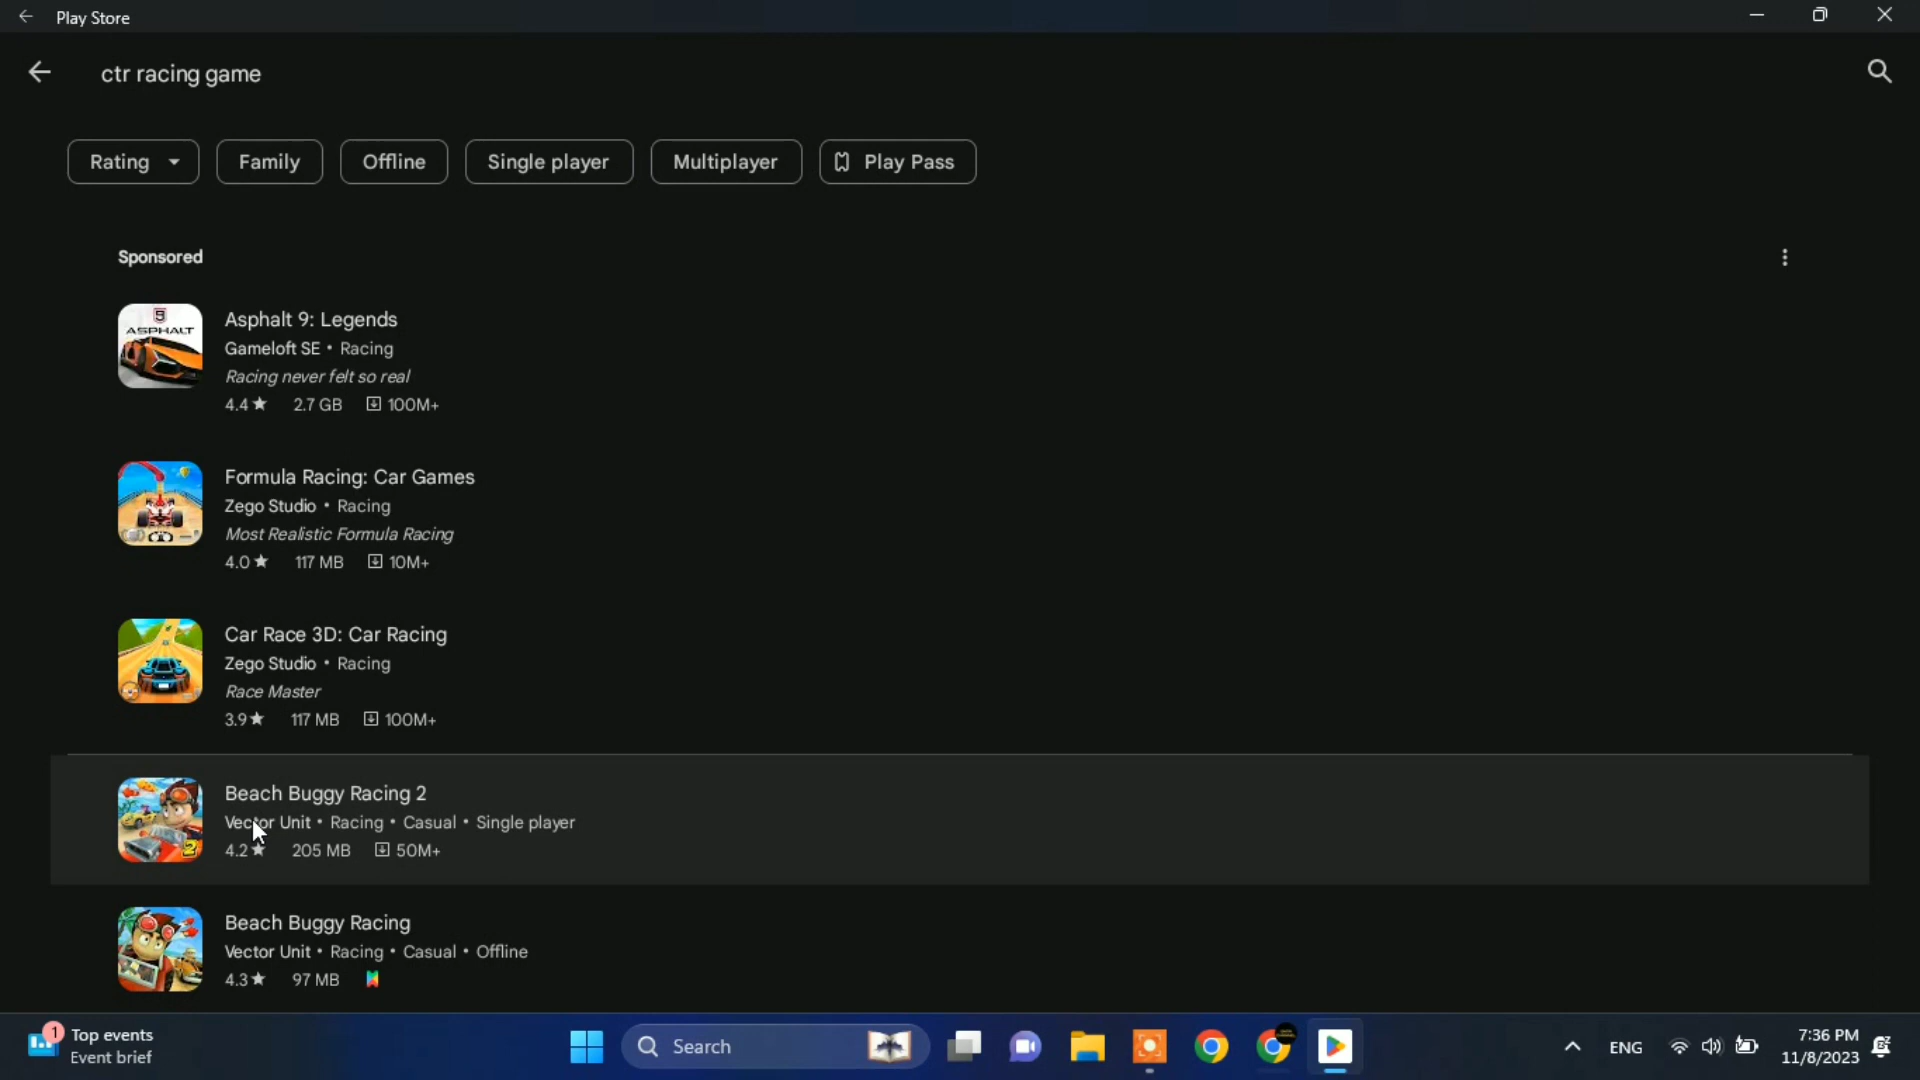 Play Store
ctr racing game
Rating
Family
Offline
Single player
Multiplayer
Play Pass
Sponsored
ASPHALT
Asphalt 9: Legends
Gameloft SE • Racing
Racing never felt so real
4.4★ 2.7 GB 100M+
Formula Racing: Car Games
Zego Studio • Racing
Most Realistic Formula Racing
4.0★ 117 MB 10M+
Car Race 3D: Car Racing
Zego Studio • Racing
Race Master
3.9★ 117 MB 100M+
2
Beach Buggy Racing 2
Vector Unit • Racing • Casual • Single player
4.2★ 205 MB 50M+
Beach Buggy Racing
Vector Unit • Racing • Casual • Offline
4.3★ 97 MB
1
Top events
Event brief
Search
ENG
7:36 PM
11/8/2023